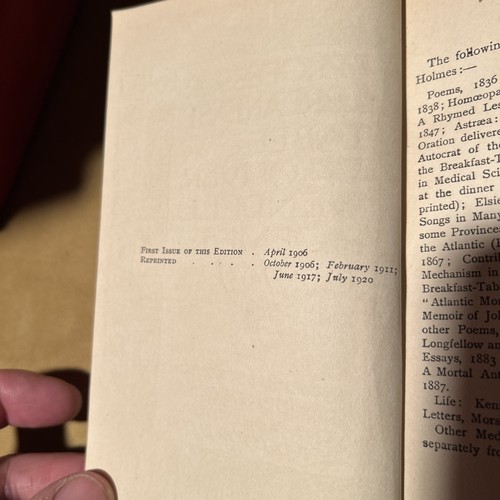 FIRST ISSUE OF THIS EDITION . April 1906
REPRINTED . . . . October 1906; February 1911;
June 1917; July 1920
The followin
Holmes:—
Poems, 1836
1838; Homœopa
A Rhymed Les
1847; Astræa:
Oration delivere
Autocrat of the
the Breakfast-T
in Medical Sci
at the dinner
printed); Elsie
Songs in Many
some Province
the Atlantic (
1867; Contri
Mechanism in
Breakfast-Tab
"Atlantic Mo
Memoir of Jo
other Poems,
Longfellow an
Essays, 1883
A Mortal Ant
1887.
Life: Ken
Letters, Mors
Other Med
separately fro